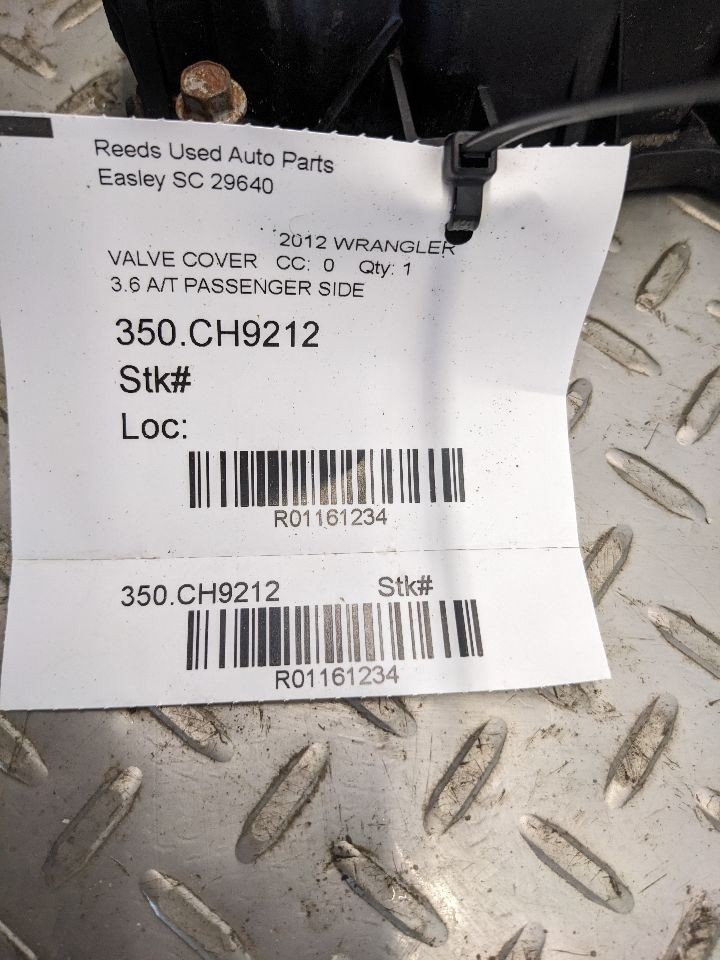 Reeds Used Auto Parts
Easley SC 29640
2012 WRANGLER
VALVE COVER CC: 0 Qty: 1
3.6 A/T PASSENGER SIDE
350.CH9212
Stk#
Loc:
R01161234
350.CH9212 Stk#
R01161234